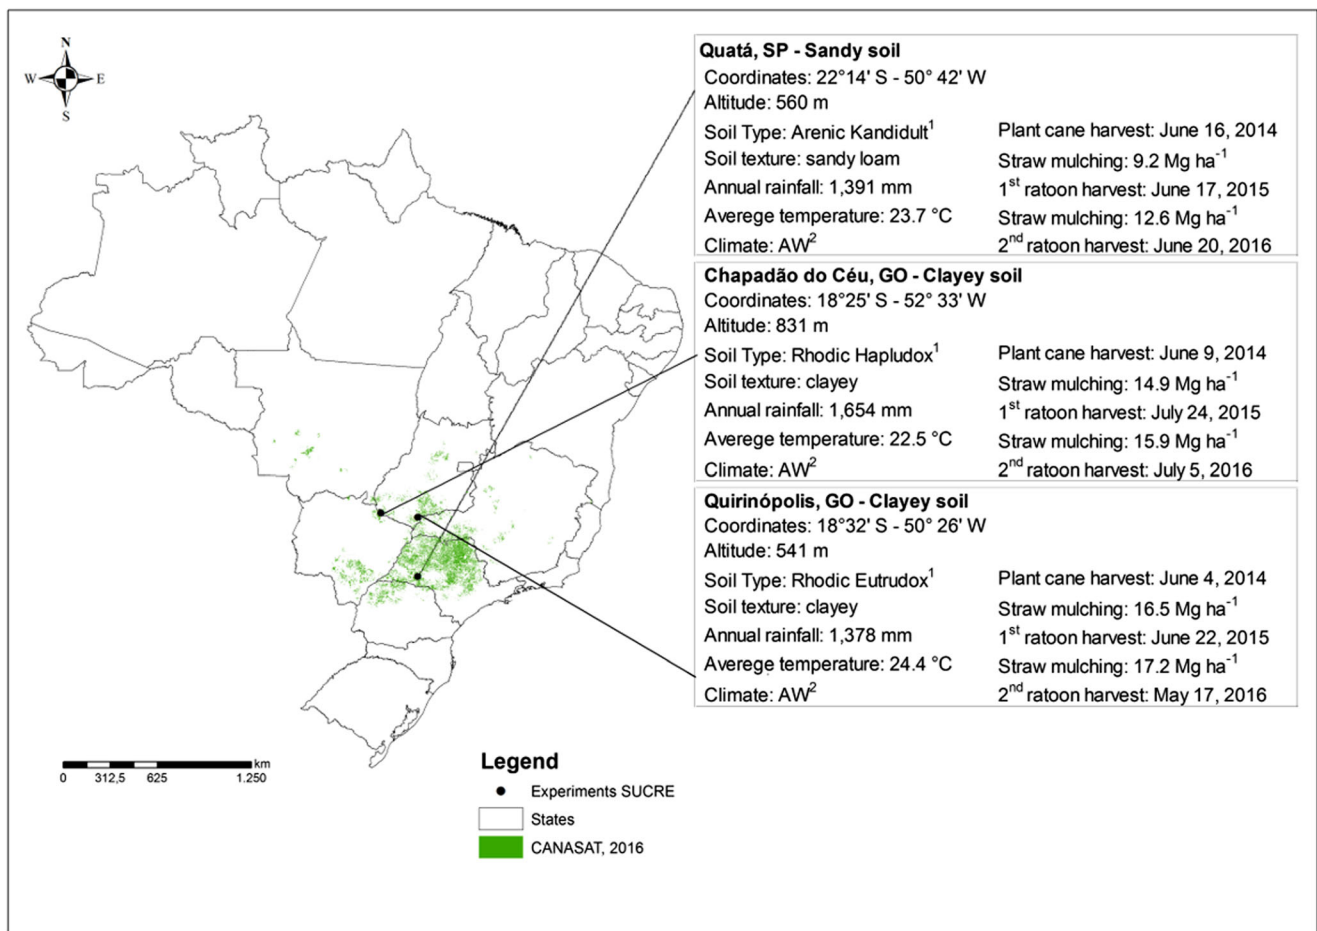 N
W E
S
Quatá, SP - Sandy soil
Coordinates: 22°14' S - 50° 42' W
Altitude: 560 m
Soil Type: Arenic Kandidult¹ Plant cane harvest: June 16, 2014
Soil texture: sandy loam Straw mulching: 9.2 Mg ha⁻¹
Annual rainfall: 1,391 mm 1st ratoon harvest: June 17, 2015
Averege temperature: 23.7 °C Straw mulching: 12.6 Mg ha⁻¹
Climate: AW² 2nd ratoon harvest: June 20, 2016
Chapadão do Céu, GO - Clayey soil
Coordinates: 18°25' S - 52° 33' W
Altitude: 831 m
Soil Type: Rhodic Hapludox¹ Plant cane harvest: June 9, 2014
Soil texture: clayey Straw mulching: 14.9 Mg ha⁻¹
Annual rainfall: 1,654 mm 1st ratoon harvest: July 24, 2015
Averege temperature: 22.5 °C Straw mulching: 15.9 Mg ha⁻¹
Climate: AW² 2nd ratoon harvest: July 5, 2016
Quirinópolis, GO - Clayey soil
Coordinates: 18°32' S - 50° 26' W
Altitude: 541 m
Soil Type: Rhodic Eutrudox¹ Plant cane harvest: June 4, 2014
Soil texture: clayey Straw mulching: 16.5 Mg ha⁻¹
Annual rainfall: 1,378 mm 1st ratoon harvest: June 22, 2015
Averege temperature: 24.4 °C Straw mulching: 17.2 Mg ha⁻¹
Climate: AW² 2nd ratoon harvest: May 17, 2016
km
0 312,5 625 1.250
Legend
Experiments SUCRE
States
CANASAT, 2016